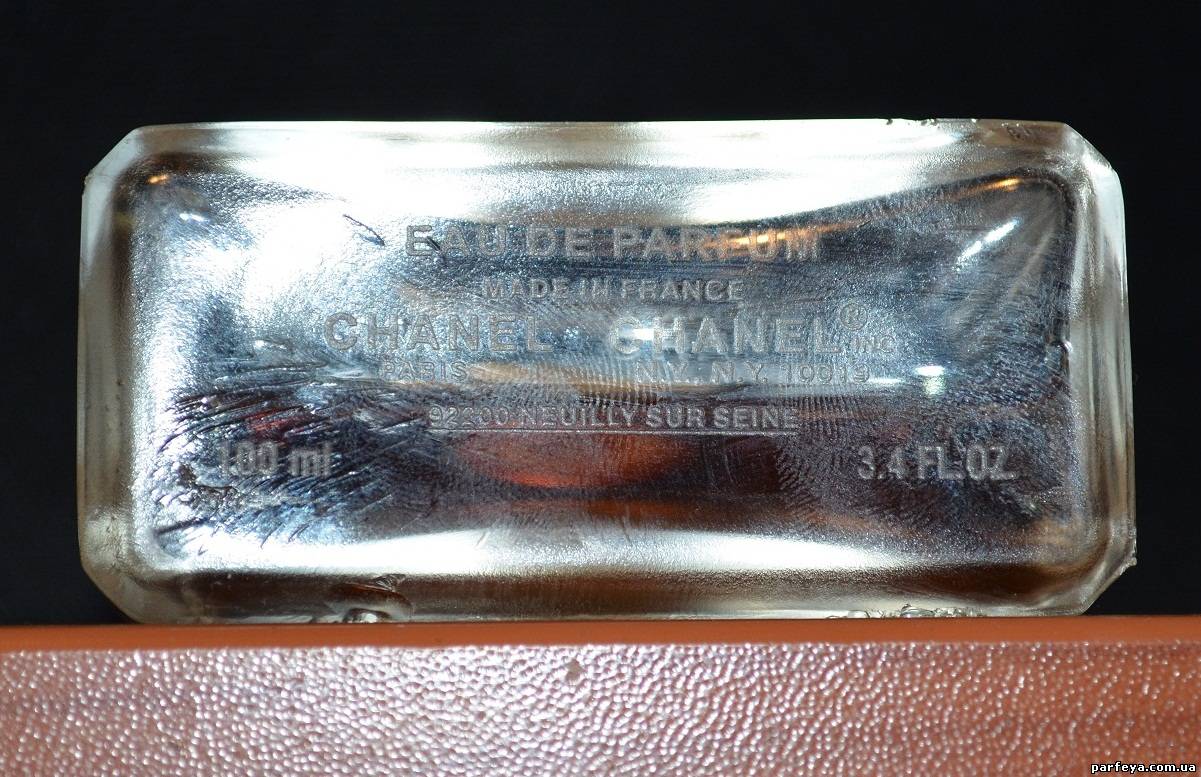 EAU DE PARFUM
MADE IN FRANCE
CHANEL CHANEL® INC
PARIS N.Y. N.Y. 10019
92200 NEUILLY SUR SEINE
100 ml 3.4 FL.OZ.
parfeya.com.ua